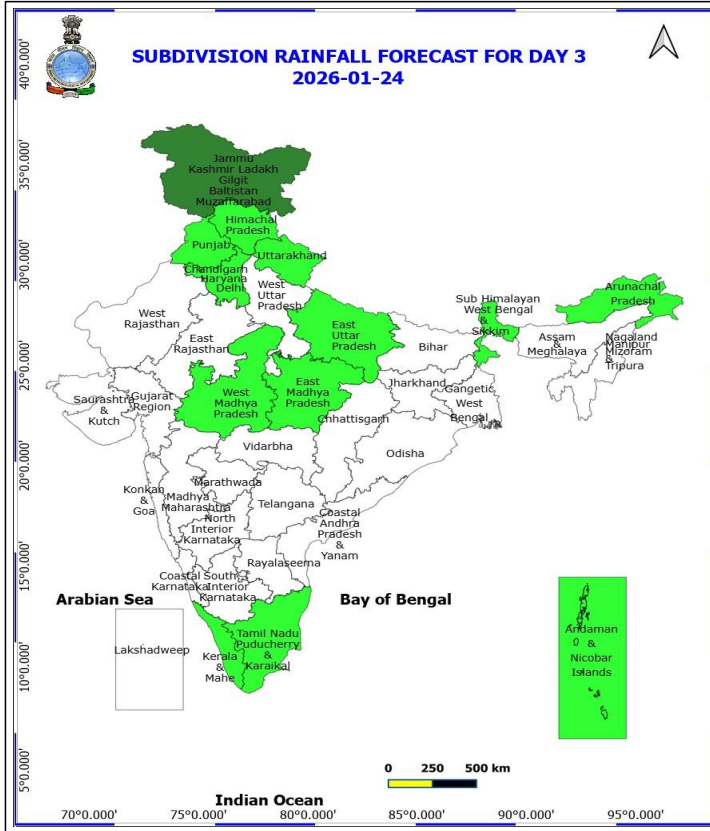 SUBDIVISION RAINFALL FORECAST FOR DAY 3
2026-01-24
40°0.000'
35°0.000'
30°0.000'
25°0.000'
20°0.000'
15°0.000'
10°0.000'
5°0.000'
Jammu
Kashmir Ladakh
Gilgit
Baltistan
Muzaffarabad
Himachal
Pradesh
Punjab
Uttarakhand
Chandigarh
Haryana
Delhi
West
Uttar
Pradesh
West
Rajasthan
East
Rajasthan
East
Uttar
Pradesh
Bihar
Sub Himalayan
West Bengal
&
Sikkim
Arunachal
Pradesh
Assam
&
Meghalaya
Nagaland
Manipur
Mizoram
&
Tripura
Saurashtra
&
Kutch
Gujarat
Region
West
Madhya
Pradesh
East
Madhya
Pradesh
Jharkhand
Gangetic
West
Bengal
Chhattisgarh
Odisha
Vidarbha
Konkan
&
Goa
Madhya
Maharashtra
Marathwada
Telangana
North
Interior
Karnataka
Coastal
Andhra
Pradesh
&
Yanam
Rayalaseema
Coastal
Karnataka
South
Interior
Karnataka
Arabian Sea
Bay of Bengal
Lakshadweep
Kerala
&
Mahe
Tamil Nadu
Puducherry
&
Karaikal
Andaman
&
Nicobar
Islands
0 250 500 km
Indian Ocean
70°0.000' 75°0.000' 80°0.000' 85°0.000' 90°0.000' 95°0.000'